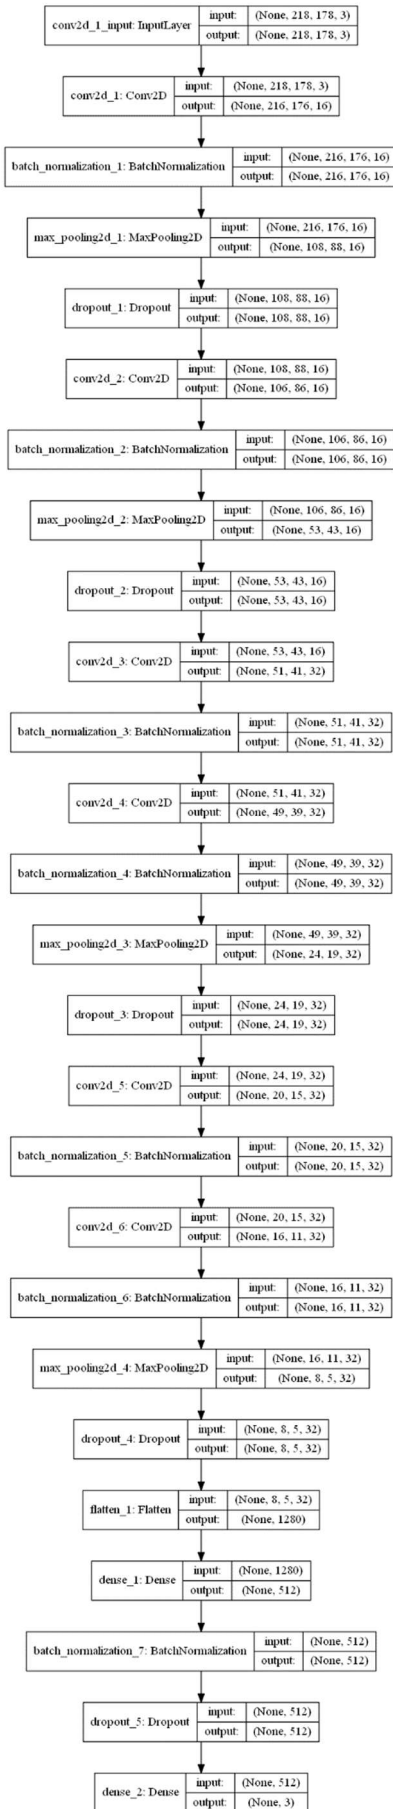 conv2d_1_input: InputLayer input: (None, 218, 178, 3)
output: (None, 218, 178, 3)
conv2d_1: Conv2D input: (None, 218, 178, 3)
output: (None, 216, 176, 16)
batch_normalization_1: BatchNormalization input: (None, 216, 176, 16)
output: (None, 216, 176, 16)
max_pooling2d_1: MaxPooling2D input: (None, 216, 176, 16)
output: (None, 108, 88, 16)
dropout_1: Dropout input: (None, 108, 88, 16)
output: (None, 108, 88, 16)
conv2d_2: Conv2D input: (None, 108, 88, 16)
output: (None, 106, 86, 16)
batch_normalization_2: BatchNormalization input: (None, 106, 86, 16)
output: (None, 106, 86, 16)
max_pooling2d_2: MaxPooling2D input: (None, 106, 86, 16)
output: (None, 53, 43, 16)
dropout_2: Dropout input: (None, 53, 43, 16)
output: (None, 53, 43, 16)
conv2d_3: Conv2D input: (None, 53, 43, 16)
output: (None, 51, 41, 32)
batch_normalization_3: BatchNormalization input: (None, 51, 41, 32)
output: (None, 51, 41, 32)
conv2d_4: Conv2D input: (None, 51, 41, 32)
output: (None, 49, 39, 32)
batch_normalization_4: BatchNormalization input: (None, 49, 39, 32)
output: (None, 49, 39, 32)
max_pooling2d_3: MaxPooling2D input: (None, 49, 39, 32)
output: (None, 24, 19, 32)
dropout_3: Dropout input: (None, 24, 19, 32)
output: (None, 24, 19, 32)
conv2d_5: Conv2D input: (None, 24, 19, 32)
output: (None, 20, 15, 32)
batch_normalization_5: BatchNormalization input: (None, 20, 15, 32)
output: (None, 20, 15, 32)
conv2d_6: Conv2D input: (None, 20, 15, 32)
output: (None, 16, 11, 32)
batch_normalization_6: BatchNormalization input: (None, 16, 11, 32)
output: (None, 16, 11, 32)
max_pooling2d_4: MaxPooling2D input: (None, 16, 11, 32)
output: (None, 8, 5, 32)
dropout_4: Dropout input: (None, 8, 5, 32)
output: (None, 8, 5, 32)
flatten_1: Flatten input: (None, 8, 5, 32)
output: (None, 1280)
dense_1: Dense input: (None, 1280)
output: (None, 512)
batch_normalization_7: BatchNormalization input: (None, 512)
output: (None, 512)
dropout_5: Dropout input: (None, 512)
output: (None, 512)
dense_2: Dense input: (None, 512)
output: (None, 3)